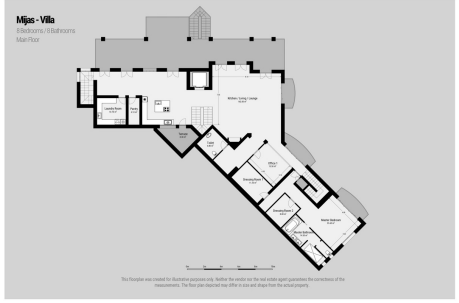 Mijas - Villa
8 Bedrooms / 8 Bathrooms
Main Floor
Kitchen / Living / Lounge
Laundry Room
Pantry
Toilet
Office 2
Dressing Room 1
Dressing Room 2
Master Bedroom
Master Bathroom
This floorplan was created for illustrative purposes only. Neither the vendor nor the real estate agent guarantees the correctness of the
measurements. The floor plan depicted may differ in size and shape from the actual property.